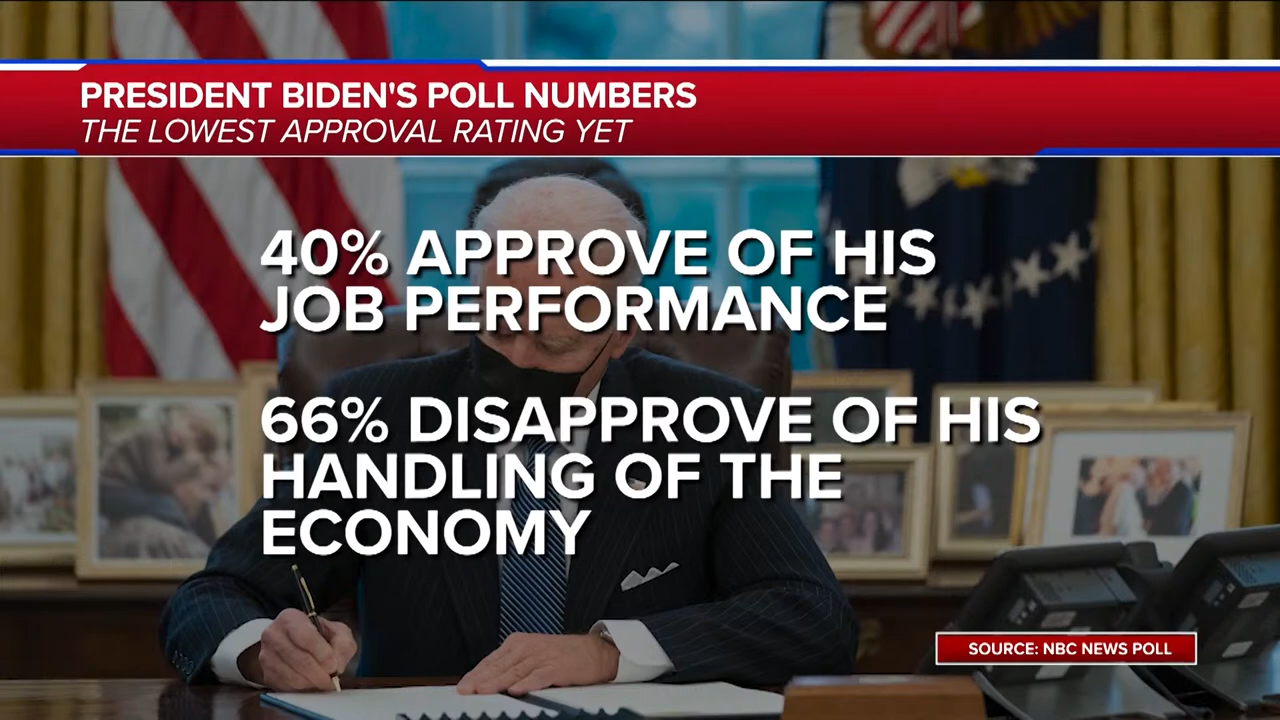 PRESIDENT BIDEN'S POLL NUMBERS
THE LOWEST APPROVAL RATING YET
40% APPROVE OF HIS
JOB PERFORMANCE
66% DISAPPROVE OF HIS
HANDLING OF THE
ECONOMY
SOURCE: NBC NEWS POLL